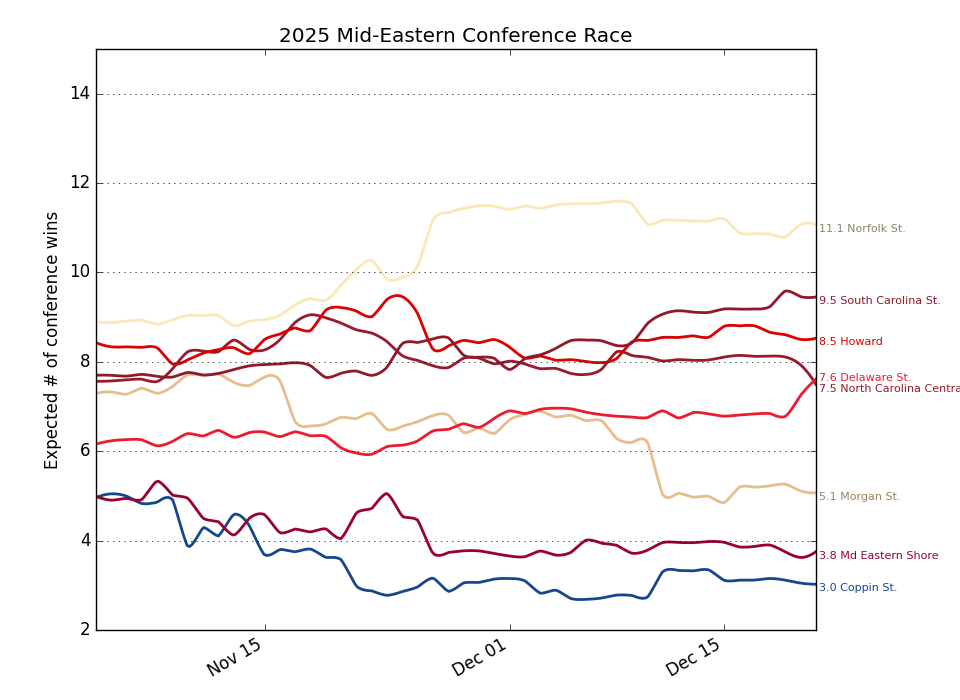 2025 Mid-Eastern Conference Race
Expected # of conference wins
14
12
10
8
6
4
2
Nov 15
Dec 01
Dec 15
11.1 Norfolk St.
9.5 South Carolina St.
8.5 Howard
7.6 Delaware St.
7.5 North Carolina Centra
5.1 Morgan St.
3.8 Md Eastern Shore
3.0 Coppin St.